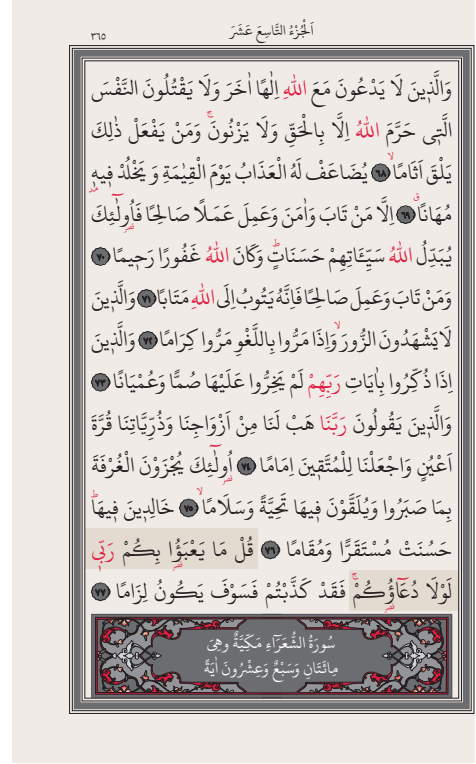 اَلْجُزْءُ التَّاسِعَ عَشَرَ
٣٦٥
وَالَّذ۪ينَ لَا يَدْعُونَ مَعَ اللّٰهِ اِلٰهًا اٰخَرَ وَلَا يَقْتُلُونَ النَّفْسَ
الَّت۪ى حَرَّمَ اللّٰهُ اِلَّا بِالْحَقِّ وَلَا يَزْنُونَۚ وَمَنْ يَفْعَلْ ذٰلِكَ
يَلْقَ اَثَامًاۙ ٦٨ يُضَاعَفْ لَهُ الْعَذَابُ يَوْمَ الْقِيٰمَةِ وَيَخْلُدْ ف۪يه۪
مُهَانًاۗ ٦٩ اِلَّا مَنْ تَابَ وَاٰمَنَ وَعَمِلَ عَمَلًا صَالِحًا فَاُو۬لٰٓئِكَ
يُبَدِّلُ اللّٰهُ سَيِّـَٔاتِهِمْ حَسَنَاتٍۜ وَكَانَ اللّٰهُ غَفُورًا رَح۪يمًا ٧٠
وَمَنْ تَابَ وَعَمِلَ صَالِحًا فَاِنَّهُ يَتُوبُ اِلَى اللّٰهِ مَتَابًا ٧١ وَالَّذ۪ينَ
لَا يَشْهَدُونَ الزُّورَۙ وَاِذَا مَرُّوا بِاللَّغْوِ مَرُّوا كِرَامًا ٧٢ وَالَّذ۪ينَ
اِذَا ذُكِّرُوا بِاٰيَاتِ رَبِّهِمْ لَمْ يَخِرُّوا عَلَيْهَا صُمًّا وَعُمْيَانًا ٧٣
وَالَّذ۪ينَ يَقُولُونَ رَبَّنَا هَبْ لَنَا مِنْ اَزْوَاجِنَا وَذُرِّيَّاتِنَا قُرَّةَ
اَعْيُنٍ وَاجْعَلْنَا لِلْمُتَّق۪ينَ اِمَامًا ٧٤ اُو۬لٰٓئِكَ يُجْزَوْنَ الْغُرْفَةَ
بِمَا صَبَرُوا وَيُلَقَّوْنَ ف۪يهَا تَحِيَّةً وَسَلَامًاۙ ٧٥ خَالِد۪ينَ ف۪يهَاۜ
حَسُنَتْ مُسْتَقَرًّا وَمُقَامًا ٧٦ قُلْ مَا يَعْبَؤُ۬ا بِكُمْ رَبّ۪ى
لَوْلَا دُعَٓاؤُ۬كُمْۚ فَقَدْ كَذَّبْتُمْ فَسَوْفَ يَكُونُ لِزَامًا ٧٧
سُورَةُ الشُّعَرَٓاءِ مَكِّيَّةٌ وَهِىَ
مِائَتَانِ وَسَبْعٌ وَعِشْرُونَ اٰيَةً